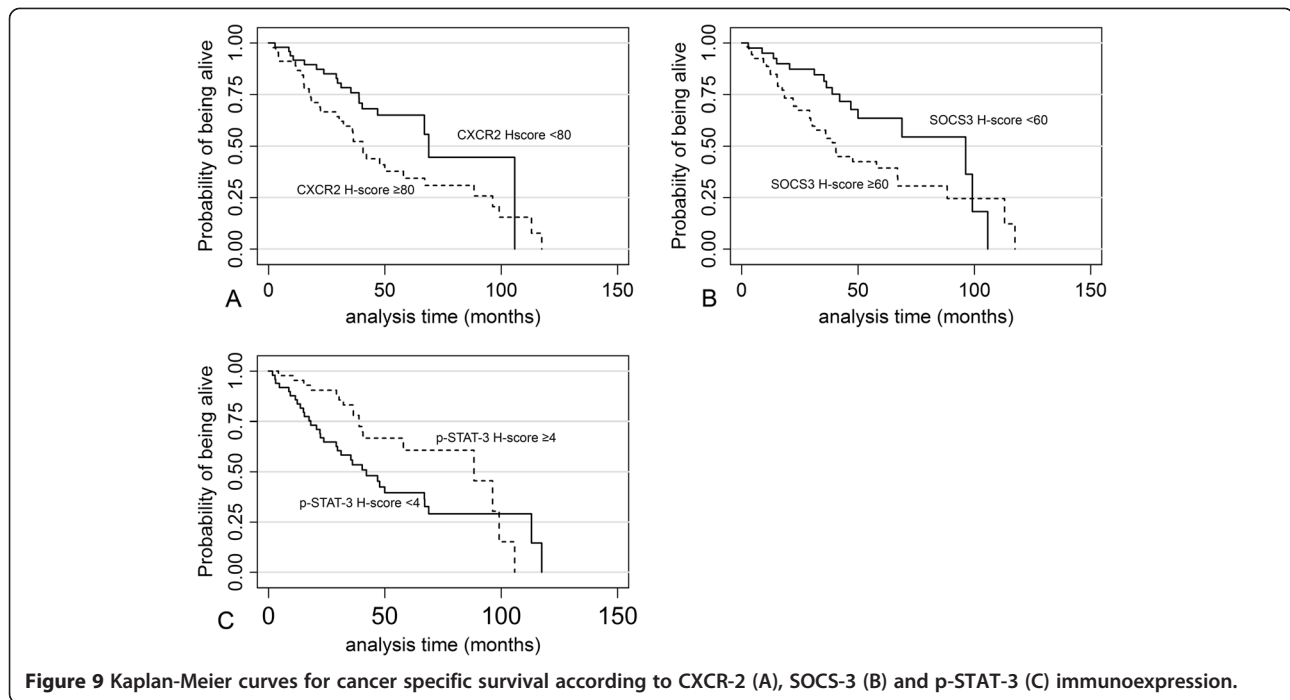 Probability of being alive
1.00
0.75
0.50
0.25
0.00
CXCR2 Hscore <80
CXCR2 H-score ≥80
0 50 100 150
A
analysis time (months)
Probability of being alive
1.00
0.75
0.50
0.25
0.00
SOCS3 H-score <60
SOCS3 H-score ≥60
0 50 100 150
B
analysis time (months)
Probability of being alive
1.00
0.75
0.50
0.25
0.00
p-STAT-3 H-score ≥4
p-STAT-3 H-score <4
0 50 100 150
C
analysis time (months)
Figure 9 Kaplan-Meier curves for cancer specific survival according to CXCR-2 (A), SOCS-3 (B) and p-STAT-3 (C) immunoexpression.